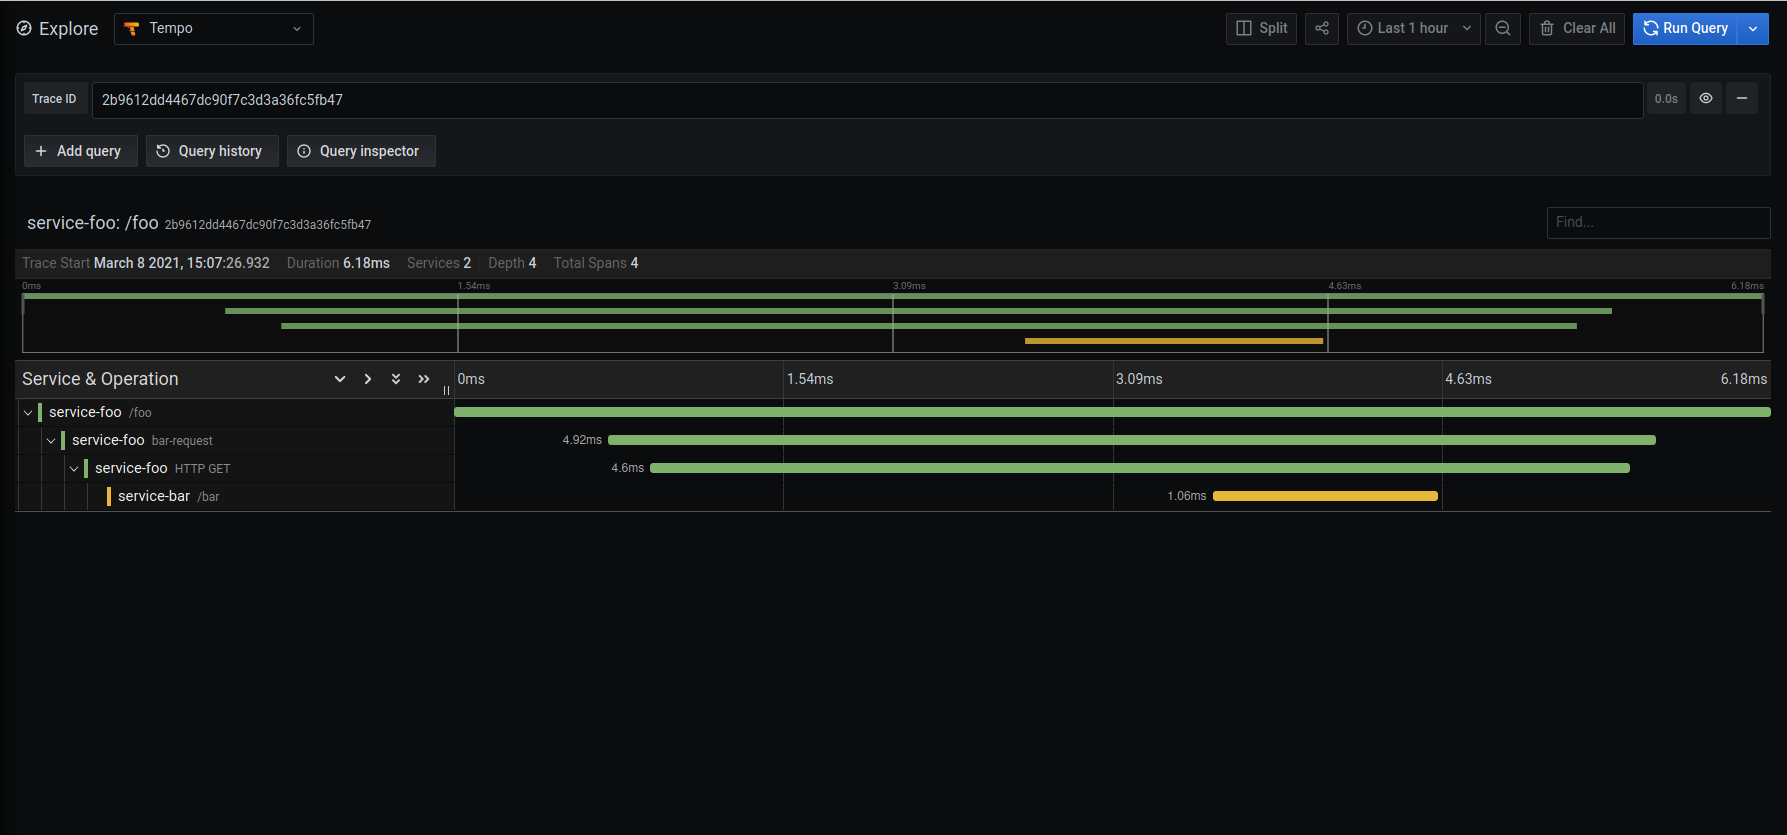 Explore Tempo Split Last 1 hour Clear All Run Query
Trace ID 2b9612dd4467dc90f7c3d3a36fc5fb47 0.0s
Add query Query history Query inspector
service-foo: /foo 2b9612dd4467dc90f7c3d3a36fc5fb47 Find...
Trace Start March 8 2021, 15:07:26.932 Duration 6.18ms Services 2 Depth 4 Total Spans 4
0ms 1.54ms 3.09ms 4.63ms 6.18ms
Service & Operation 0ms 1.54ms 3.09ms 4.63ms 6.18ms
service-foo /foo
service-foo bar-request 4.92ms
service-foo HTTP GET 4.6ms
service-bar /bar 1.06ms